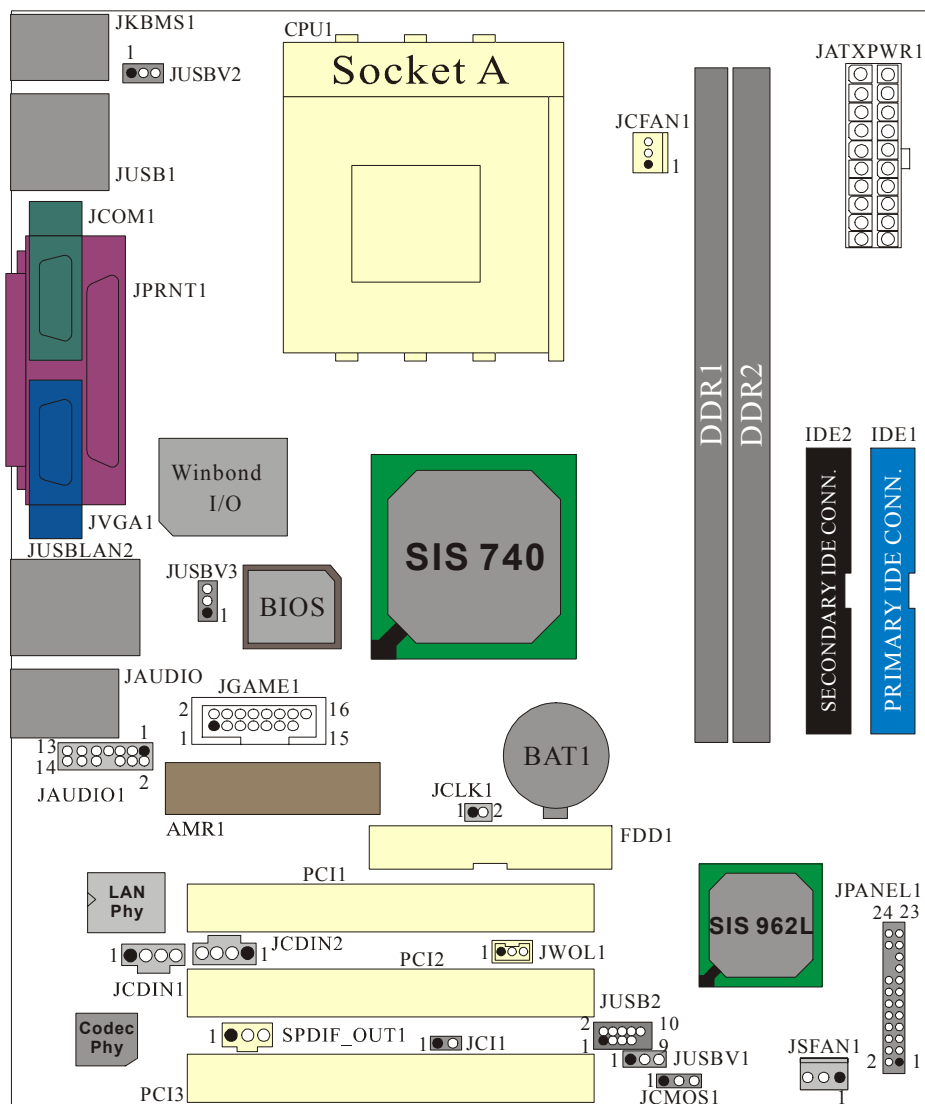 JKBMS1
CPU1
1
JUSBV2
Socket A
JATXPWR1
JCFAN1
1
JUSB1
JCOM1
JPRNT1
DDR1
DDR2
IDE2
IDE1
SECONDARY IDE CONN.
PRIMARY IDE CONN.
Winbond
I/O
JVGA1
JUSBLAN2
JUSBV3
1
BIOS
SIS 740
JAUDIO
JGAME1
2
16
1
15
13
1
14
2
JAUDIO1
BAT1
AMR1
JCLK1
1
2
FDD1
LAN
Phy
PCI1
JPANEL1
24
23
SIS 962L
1
JCDIN2
1
1
JWOL1
JCDIN1
PCI2
JUSB2
2
10
1
9
Codec
Phy
1
SPDIF_OUT1
1
JCI1
1
JUSBV1
JSFAN1
2
1
1
JCMOS1
1
PCI3